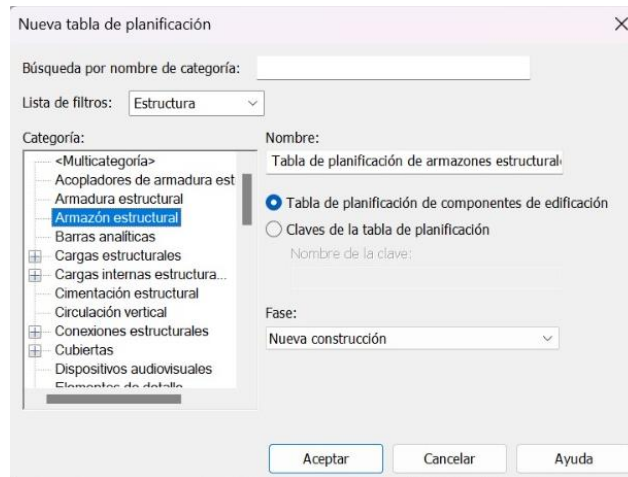 Nueva tabla de planificación
Búsqueda por nombre de categoría:
Lista de filtros: Estructura
Categoría:
<Multicategoría>
Acopladores de armadura est
Armadura estructural
Armazón estructural
Barras analíticas
Cargas estructurales
Cargas internas estructura...
Cimentación estructural
Circulación vertical
Conexiones estructurales
Cubiertas
Dispositivos audiovisuales
Elementos de detalle
Nombre:
Tabla de planificación de armazones estructural
Tabla de planificación de componentes de edificación
Claves de la tabla de planificación
Nombre de la clave:
Fase:
Nueva construcción
Aceptar Cancelar Ayuda